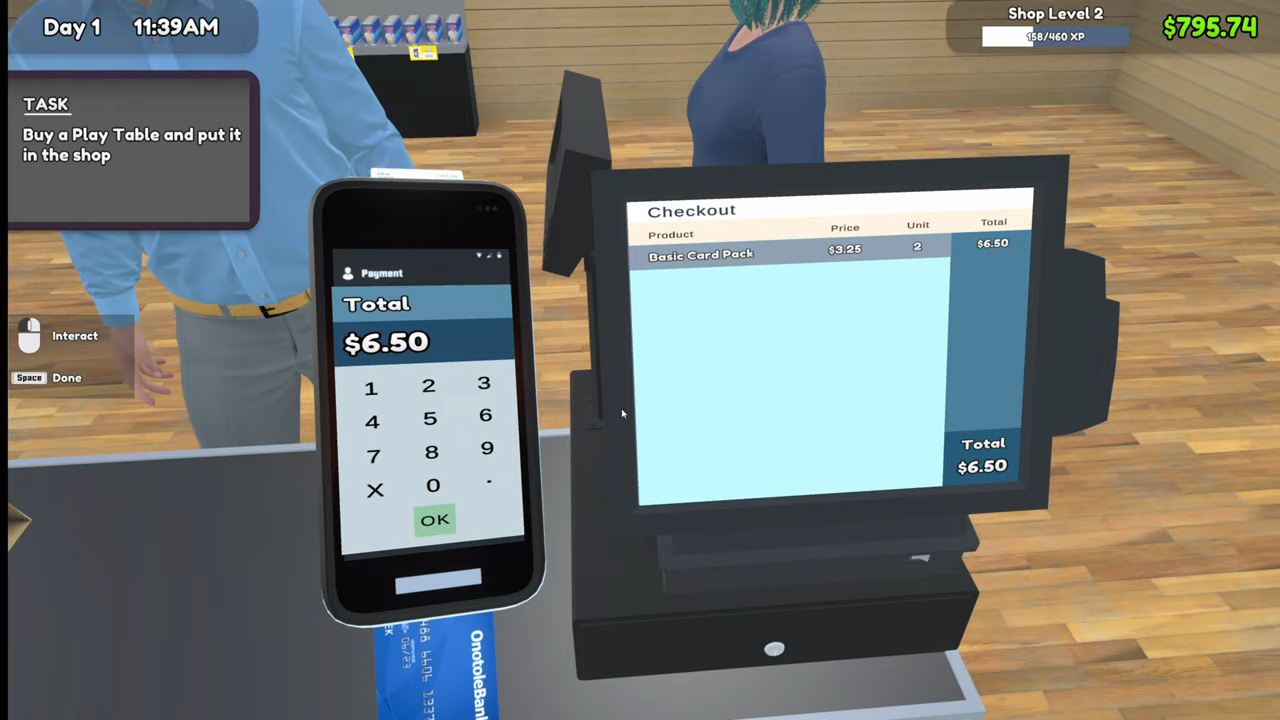 Day 1 11:39AM
Shop Level 2
158/460 XP
$795.74
TASK
Buy a Play Table and put it
in the shop
Interact
Space Done
Payment
Total
$6.50
1 2 3
4 5 6
7 8 9
X 0 .
OK
Checkout
Product Price Unit Total
Basic Card Pack $3.25 2 $6.50
Total
$6.50
OnotoleBank